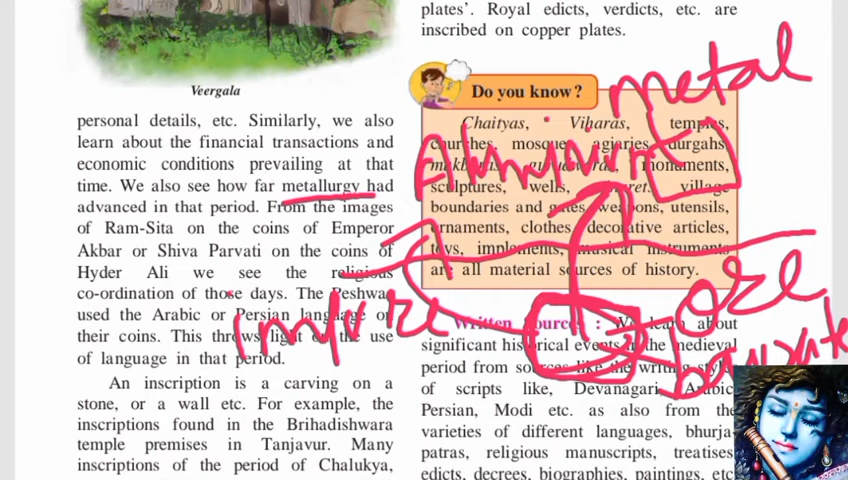 Veergala
personal details, etc. Similarly, we also
learn about the financial transactions and
economic conditions prevailing at that
time. We also see how far metallurgy had
advanced in that period. From the images
of Ram-Sita on the coins of Emperor
Akbar or Shiva Parvati on the coins of
Hyder Ali we see the religious
co-ordination of those days. The Peshwas
used the Arabic or Persian language on
their coins. This throws light on the use
of language in that period.
An inscription is a carving on a
stone, or a wall etc. For example, the
inscriptions found in the Brihadishwara
temple premises in Tanjavur. Many
inscriptions of the period of Chalukya,
plates'. Royal edicts, verdicts, etc. are
inscribed on copper plates.
Do you know?
Chaityas, Viharas, temples,
churches, mosques, agiaries, durgahs,
monuments,
sculptures, wells, village
boundaries and gates, weapons, utensils,
ornaments, clothes, decorative articles,
toys, implements, musical instruments
are all material sources of history.
Written Sources : We learn about
significant historical events in the medieval
period from sources like the writing style
of scripts like, Devanagari, Arabic
Persian, Modi etc. as also from the
varieties of different languages, bhurja-
patras, religious manuscripts, treatises
edicts, decrees, biographies, paintings, etc
metal
ore
impure